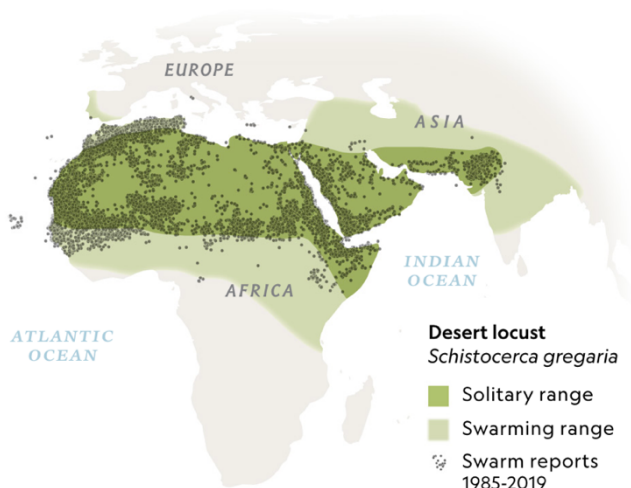 EUROPE
ASIA
AFRICA
INDIAN
OCEAN
ATLANTIC
OCEAN
Desert locust
Schistocerca gregaria
Solitary range
Swarming range
Swarm reports
1985-2019